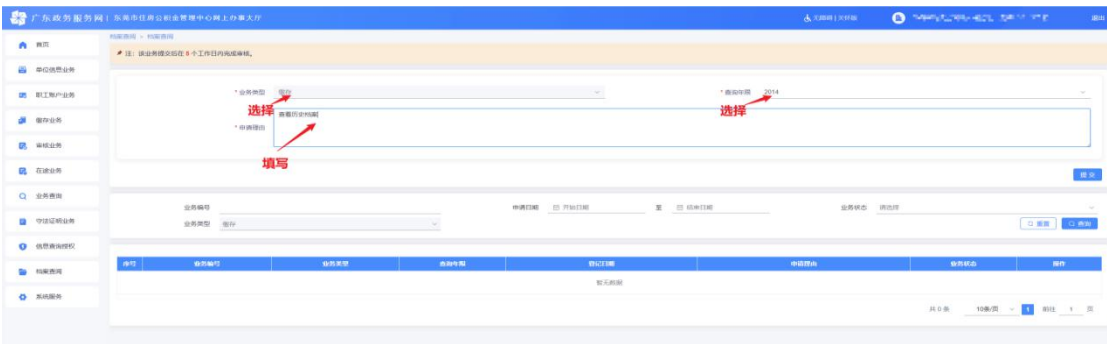 广东政务服务网 | 东莞市住房公积金管理中心网上办事大厅
无障碍 | 关怀版
退出
首页
单位信息业务
职工账户业务
缴存业务
审核业务
在途业务
业务查询
守法证明业务
信息查询授权
档案查阅
系统服务
档案查阅 > 档案查阅
注：该业务提交后在 8 个工作日内完成审核。
* 业务类型 缴存
* 查询年限 2014
选择
选择
* 申请理由 查看历史档案
填写
提 交
业务编号
申请日期 开始日期 至 结束日期
业务状态 请选择
业务类型 缴存
重置
查询
序号 业务编号 业务类型 查询年限 登记日期 申请理由 业务状态 操作
暂无数据
共 0 条 10条/页 1 前往 1 页